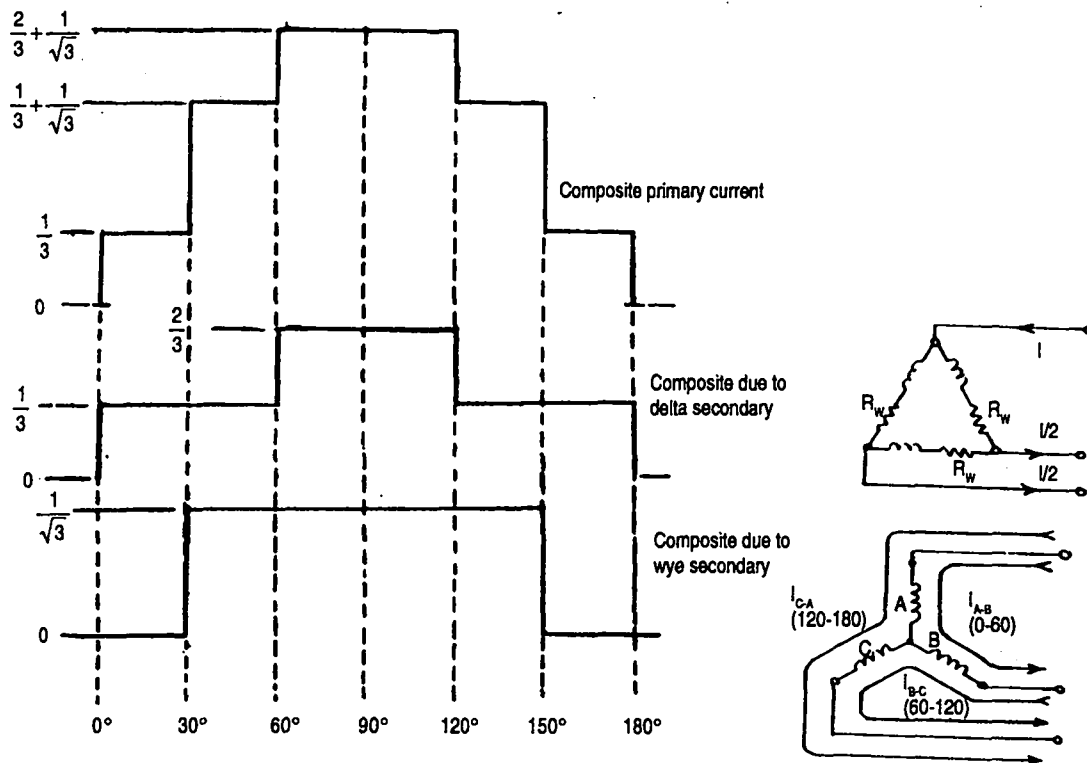 2/3 + 1/√3
1/3 + 1/√3
1/3
0
Composite primary current
2/3
1/3
0
Composite due to
delta secondary
1/√3
0
Composite due to
wye secondary
0° 30° 60° 90° 120° 150° 180°
I
R_W R_W
I/2
R_W
I/2
I_C-A
(120-180)
A
I_A-B
(0-60)
C B
I_B-C
(60-120)